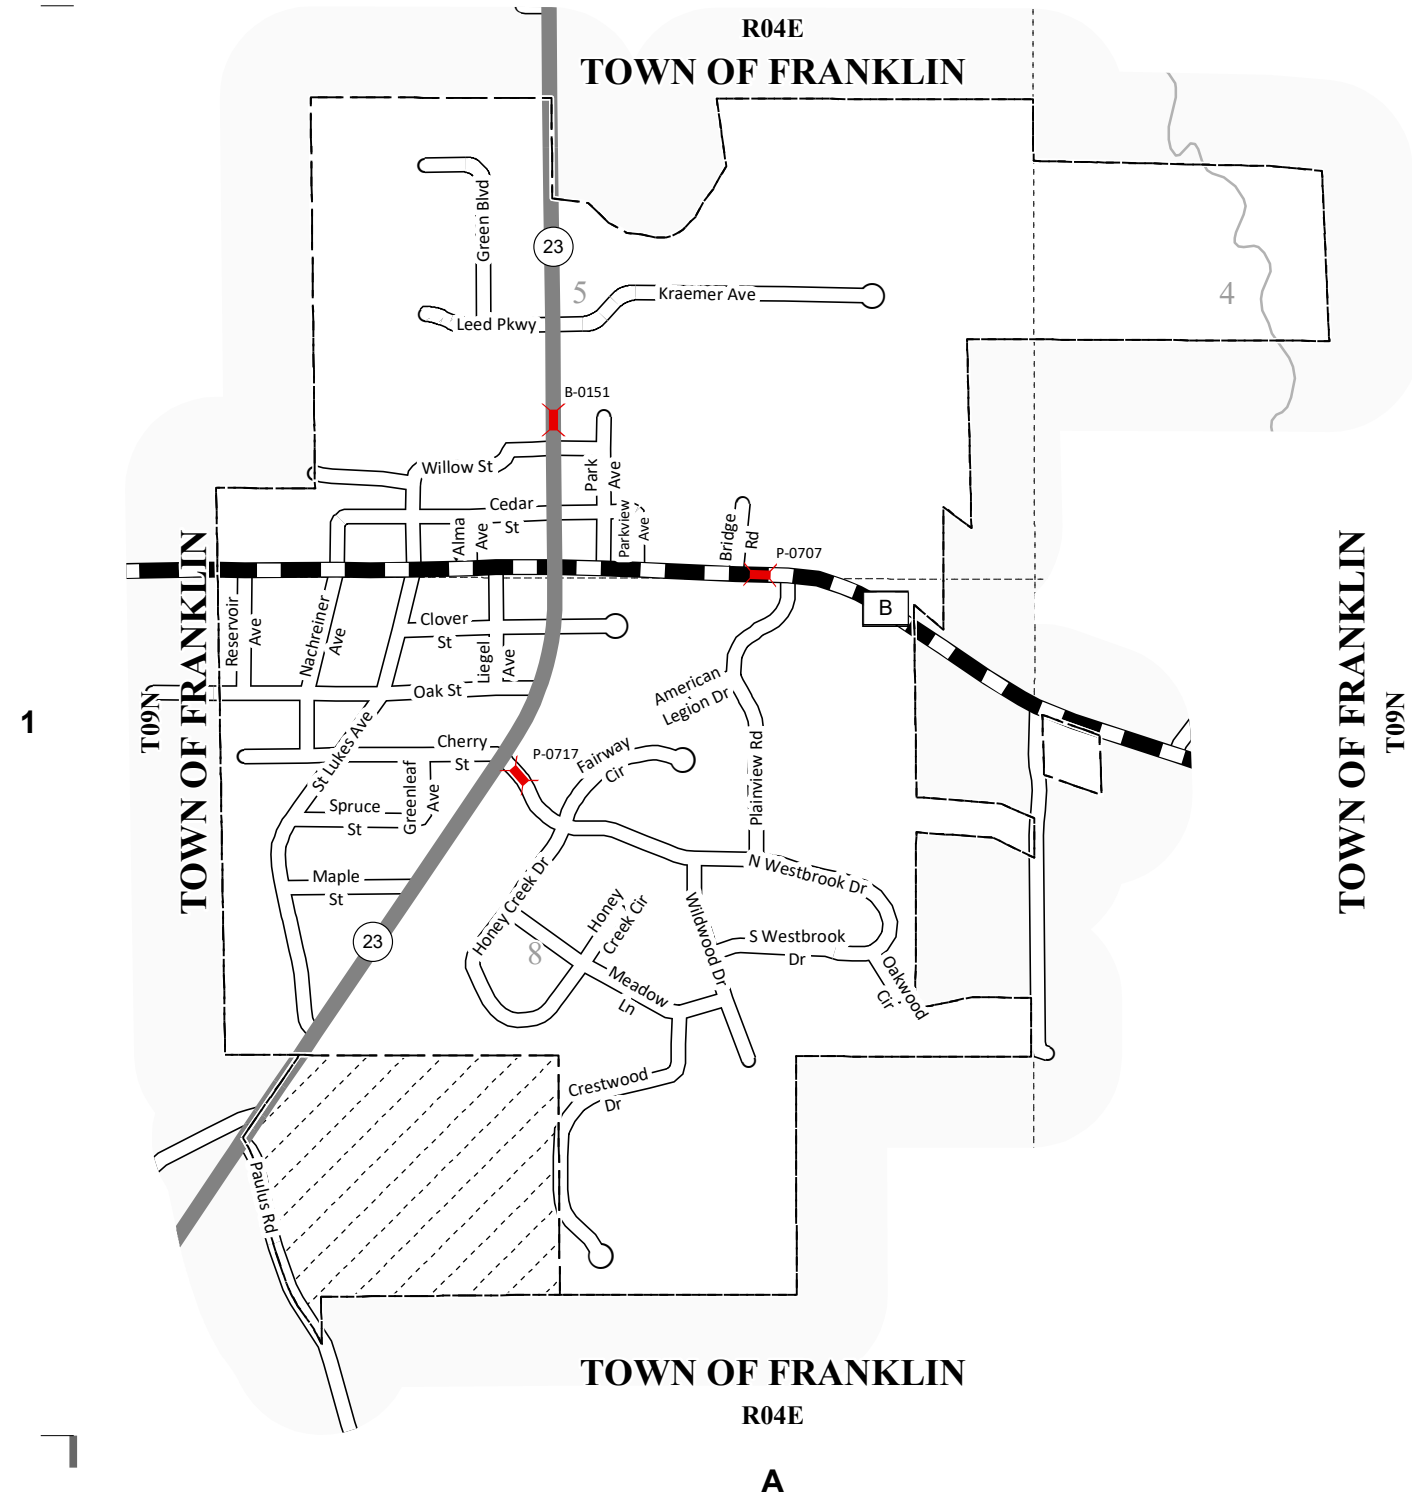 R04E
TOWN OF FRANKLIN
Green Blvd
23
5
Kraemer Ave
4
Leed Pkwy
B-0151
Willow St
Park
Ave
Cedar
St
Alma
Ave
Parkview
Ave
Bridge
Rd
P-0707
B
Reservoir
Ave
Nachreiner
Ave
Clover
St
Liegel
Ave
Oak St
American
Legion Dr
TOWN OF FRANKLIN
T09N
TOWN OF FRANKLIN
T09N
1
St Lukes Ave
Cherry
St
P-0717
Fairway
Cir
Plainview Rd
Greenleaf
Ave
Spruce
St
Maple
St
N Westbrook Dr
Honey Creek Dr
Honey
Creek Cir
Wildwood Dr
S Westbrook
Dr
23
8
Meadow
Ln
Oakwood
Cir
Crestwood
Dr
Paulus Rd
TOWN OF FRANKLIN
R04E
A